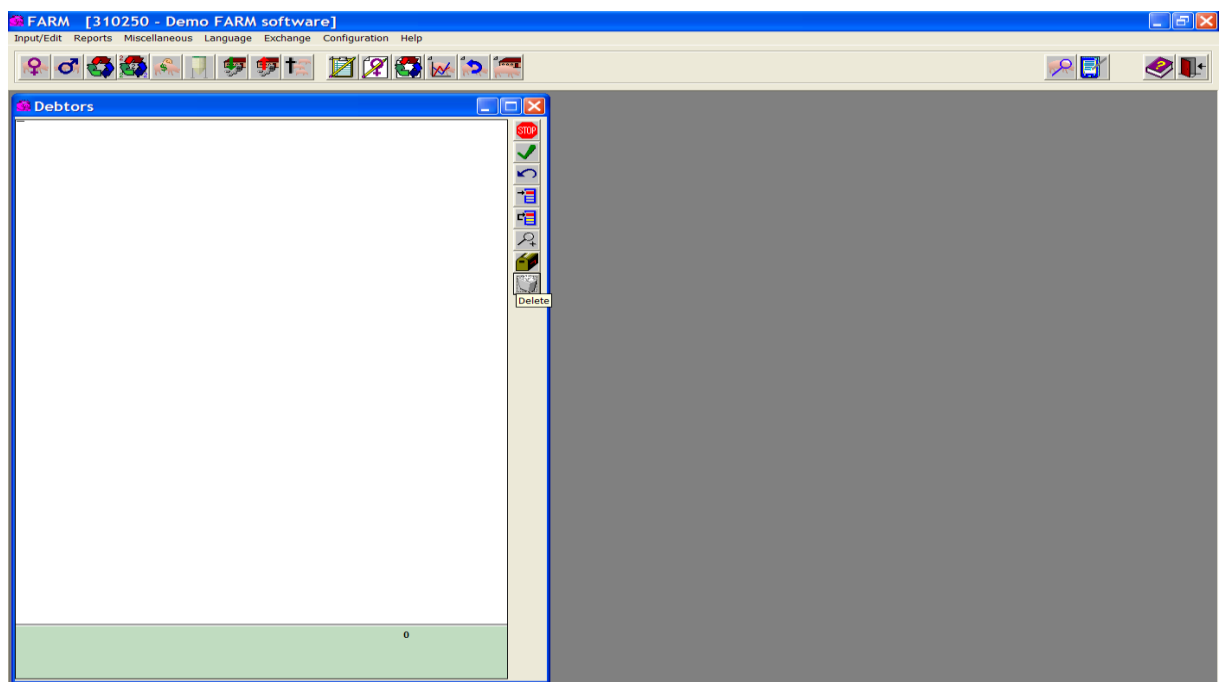 FARM [310250 - Demo FARM software]
Input/Edit Reports Miscellaneous Language Exchange Configuration Help
Debtors
STOP
Delete
0